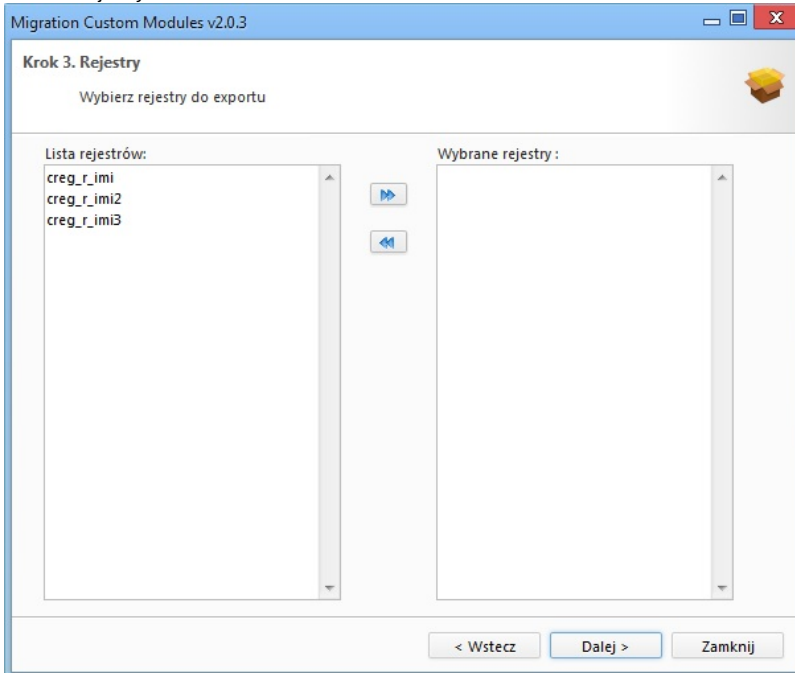 Migration Custom Modules v2.0.3
Krok 3. Rejestry
Wybierz rejestry do exportu
Lista rejestrów:
Wybrane rejestry :
creg_r_imi
creg_r_imi2
creg_r_imi3
< Wstecz
Dalej >
Zamknij